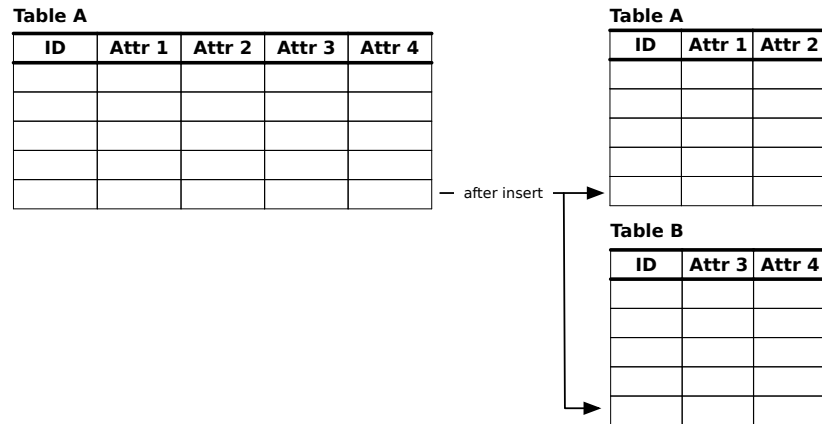 Table A
ID Attr 1 Attr 2 Attr 3 Attr 4
after insert
Table A
ID Attr 1 Attr 2
Table B
ID Attr 3 Attr 4